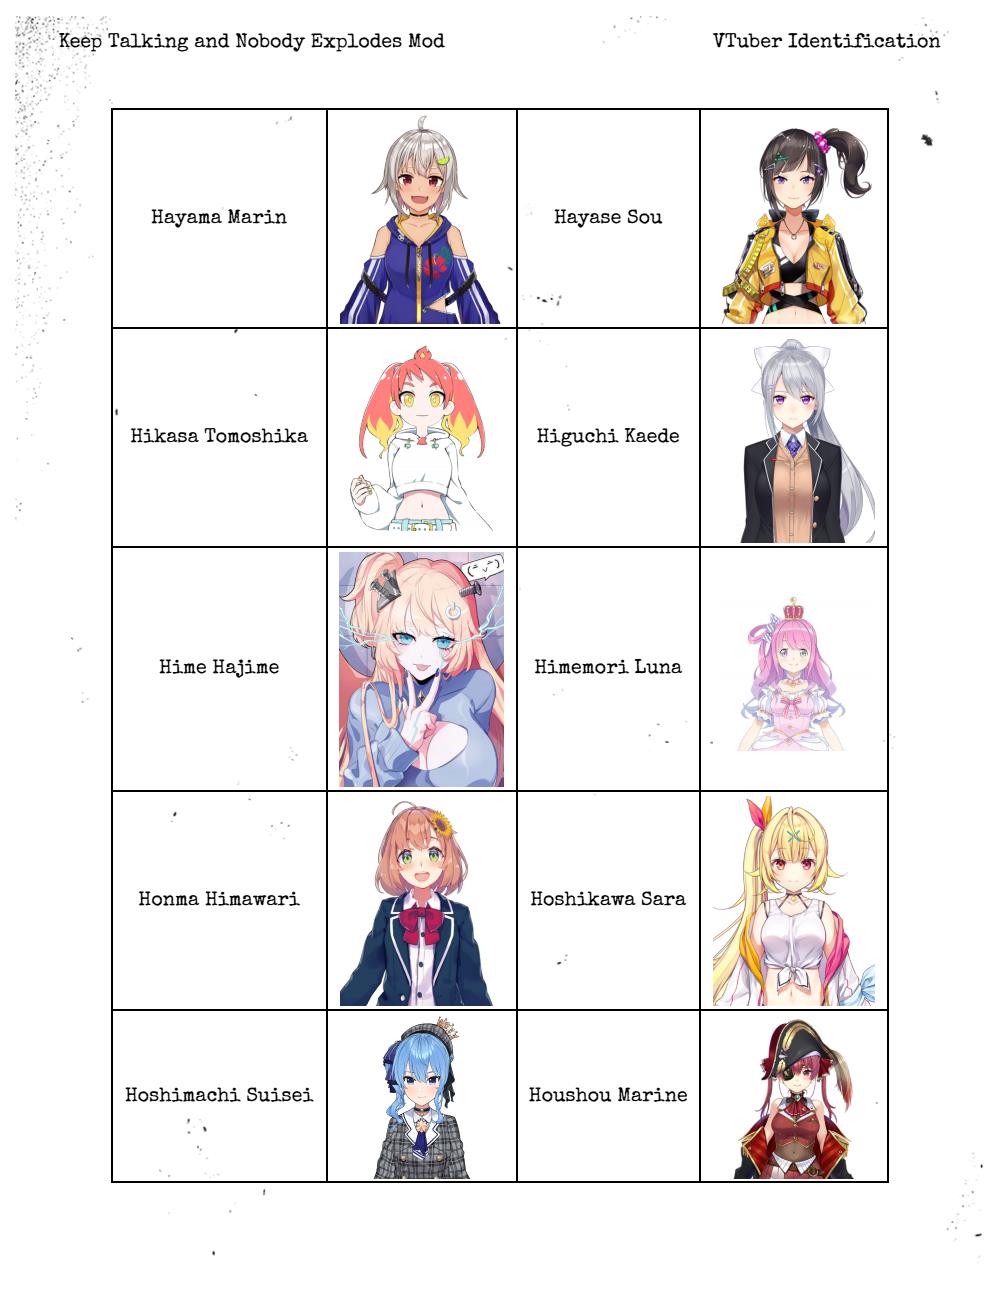 Keep Talking and Nobody Explodes Mod
VTuber Identification
Hayama Marin
Hayase Sou
Hikasa Tomoshika
Higuchi Kaede
Hime Hajime
Himemori Luna
Honma Himawari
Hoshikawa Sara
Hoshimachi Suisei
Houshou Marine